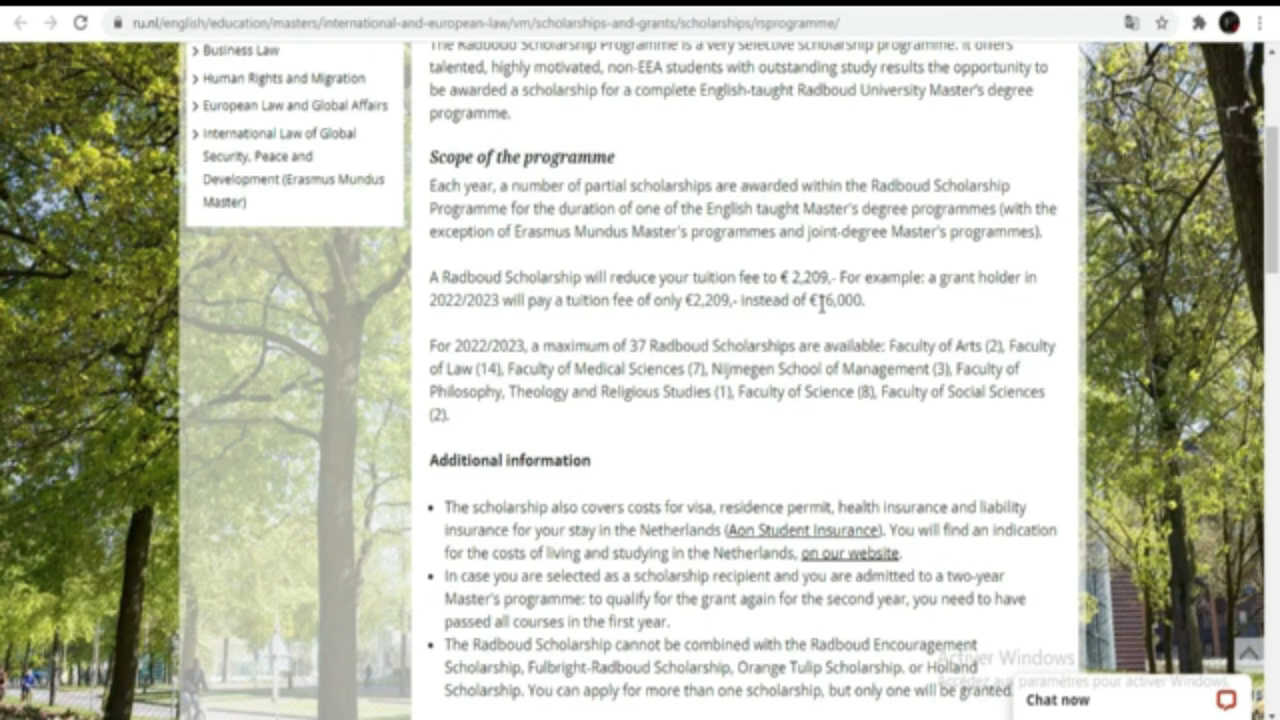 ru.nl/english/education/masters/international-and-european-law/vm/scholarships-and-grants/scholarships/rsprogramme/
Business Law
Human Rights and Migration
European Law and Global Affairs
International Law of Global
Security, Peace and
Development (Erasmus Mundus
Master)
The Radboud Scholarship Programme is a very selective scholarship programme. It offers
talented, highly motivated, non-EEA students with outstanding study results the opportunity to
be awarded a scholarship for a complete English-taught Radboud University Master's degree
programme.
Scope of the programme
Each year, a number of partial scholarships are awarded within the Radboud Scholarship
Programme for the duration of one of the English taught Master's degree programmes (with the
exception of Erasmus Mundus Master's programmes and joint-degree Master's programmes).
A Radboud Scholarship will reduce your tuition fee to € 2,209,- For example: a grant holder in
2022/2023 will pay a tuition fee of only €2,209,- instead of €16,000.
For 2022/2023, a maximum of 37 Radboud Scholarships are available: Faculty of Arts (2), Faculty
of Law (14), Faculty of Medical Sciences (7), Nijmegen School of Management (3), Faculty of
Philosophy, Theology and Religious Studies (1), Faculty of Science (8), Faculty of Social Sciences
(2).
Additional information
• The scholarship also covers costs for visa, residence permit, health insurance and liability
insurance for your stay in the Netherlands (Aon Student Insurance). You will find an indication
for the costs of living and studying in the Netherlands, on our website.
• In case you are selected as a scholarship recipient and you are admitted to a two-year
Master's programme: to qualify for the grant again for the second year, you need to have
passed all courses in the first year.
• The Radboud Scholarship cannot be combined with the Radboud Encouragement
Scholarship, Fulbright-Radboud Scholarship, Orange Tulip Scholarship. or Holland
Scholarship. You can apply for more than one scholarship, but only one will be granted.
Activer Windows
Accédez aux paramètres pour activer Windows.
Chat now